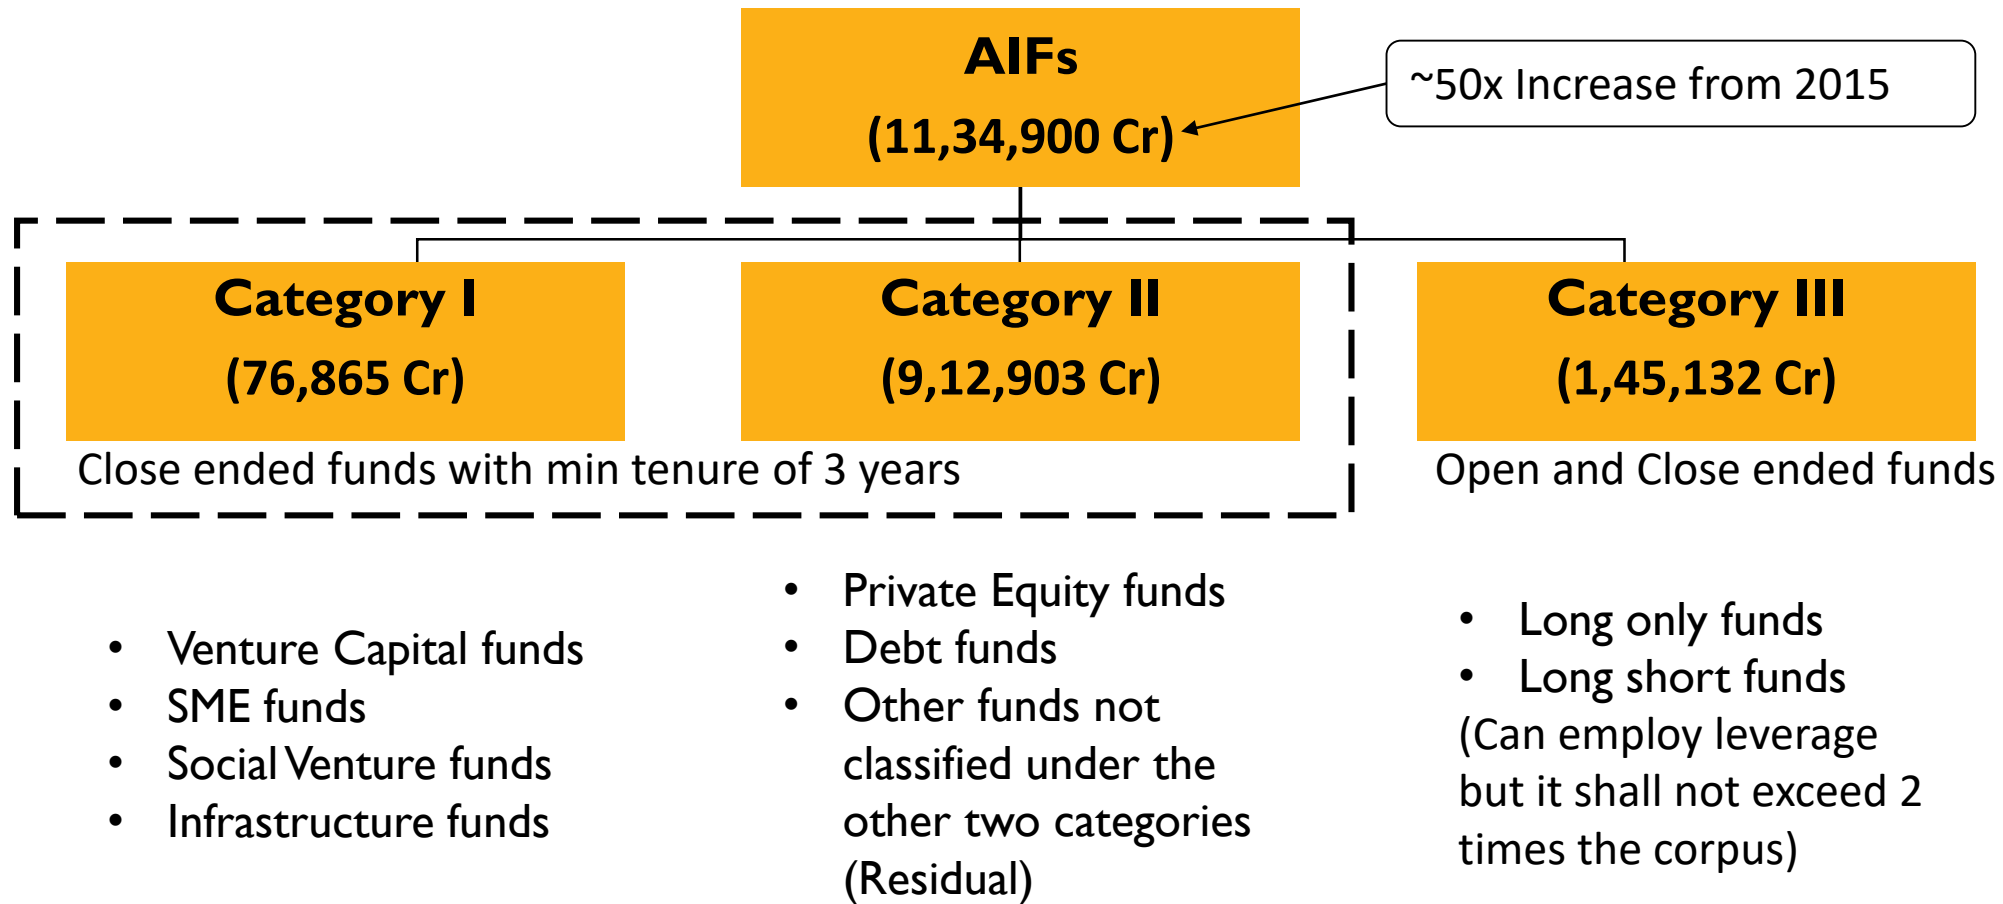 AIFs
(11,34,900 Cr)
~50x Increase from 2015
Category I
(76,865 Cr)
Category II
(9,12,903 Cr)
Category III
(1,45,132 Cr)
Close ended funds with min tenure of 3 years
Open and Close ended funds
• Venture Capital funds
• SME funds
• Social Venture funds
• Infrastructure funds
• Private Equity funds
• Debt funds
• Other funds not
classified under the
other two categories
(Residual)
• Long only funds
• Long short funds
(Can employ leverage
but it shall not exceed 2
times the corpus)